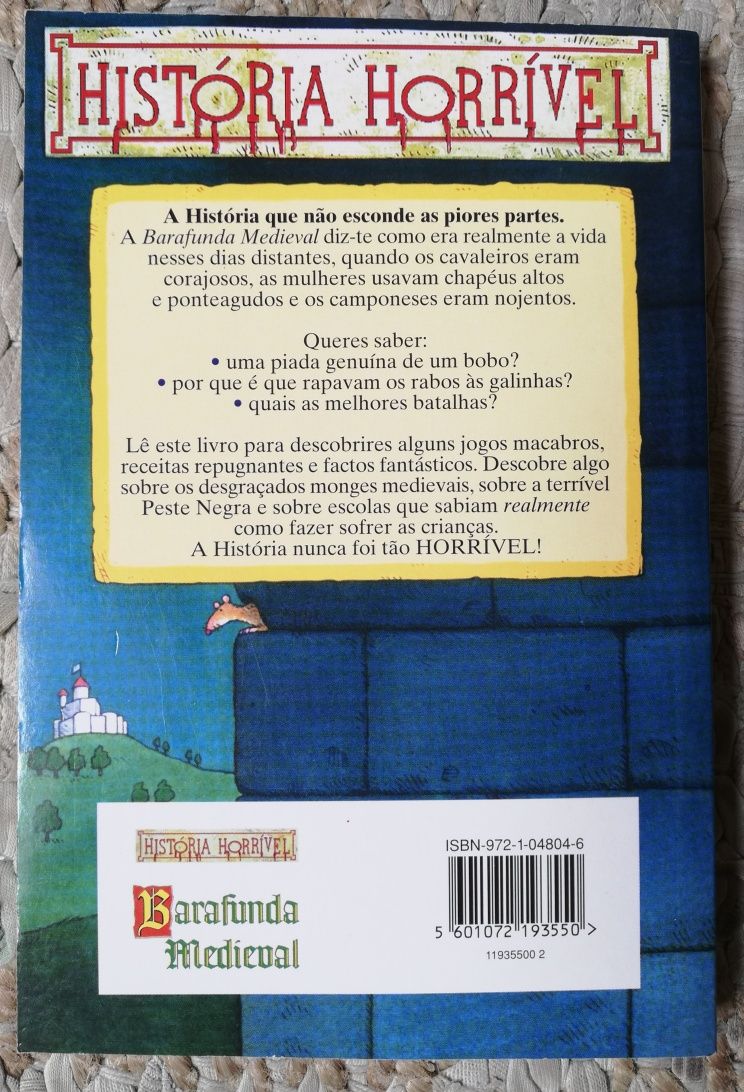 HISTÓRIA HORRÍVEL
A História que não esconde as piores partes.
A Barafunda Medieval diz-te como era realmente a vida
nesses dias distantes, quando os cavaleiros eram
corajosos, as mulheres usavam chapéus altos
e ponteagudos e os camponeses eram nojentos.
Queres saber:
• uma piada genuína de um bobo?
• por que é que rapavam os rabos às galinhas?
• quais as melhores batalhas?
Lê este livro para descobrires alguns jogos macabros,
receitas repugnantes e factos fantásticos. Descobre algo
sobre os desgraçados monges medievais, sobre a terrível
Peste Negra e sobre escolas que sabiam realmente
como fazer sofrer as crianças.
A História nunca foi tão HORRÍVEL!
HISTÓRIA HORRÍVEL
Barafunda
Medieval
ISBN-972-1-04804-6
5 601072 193550 >
11935500 2